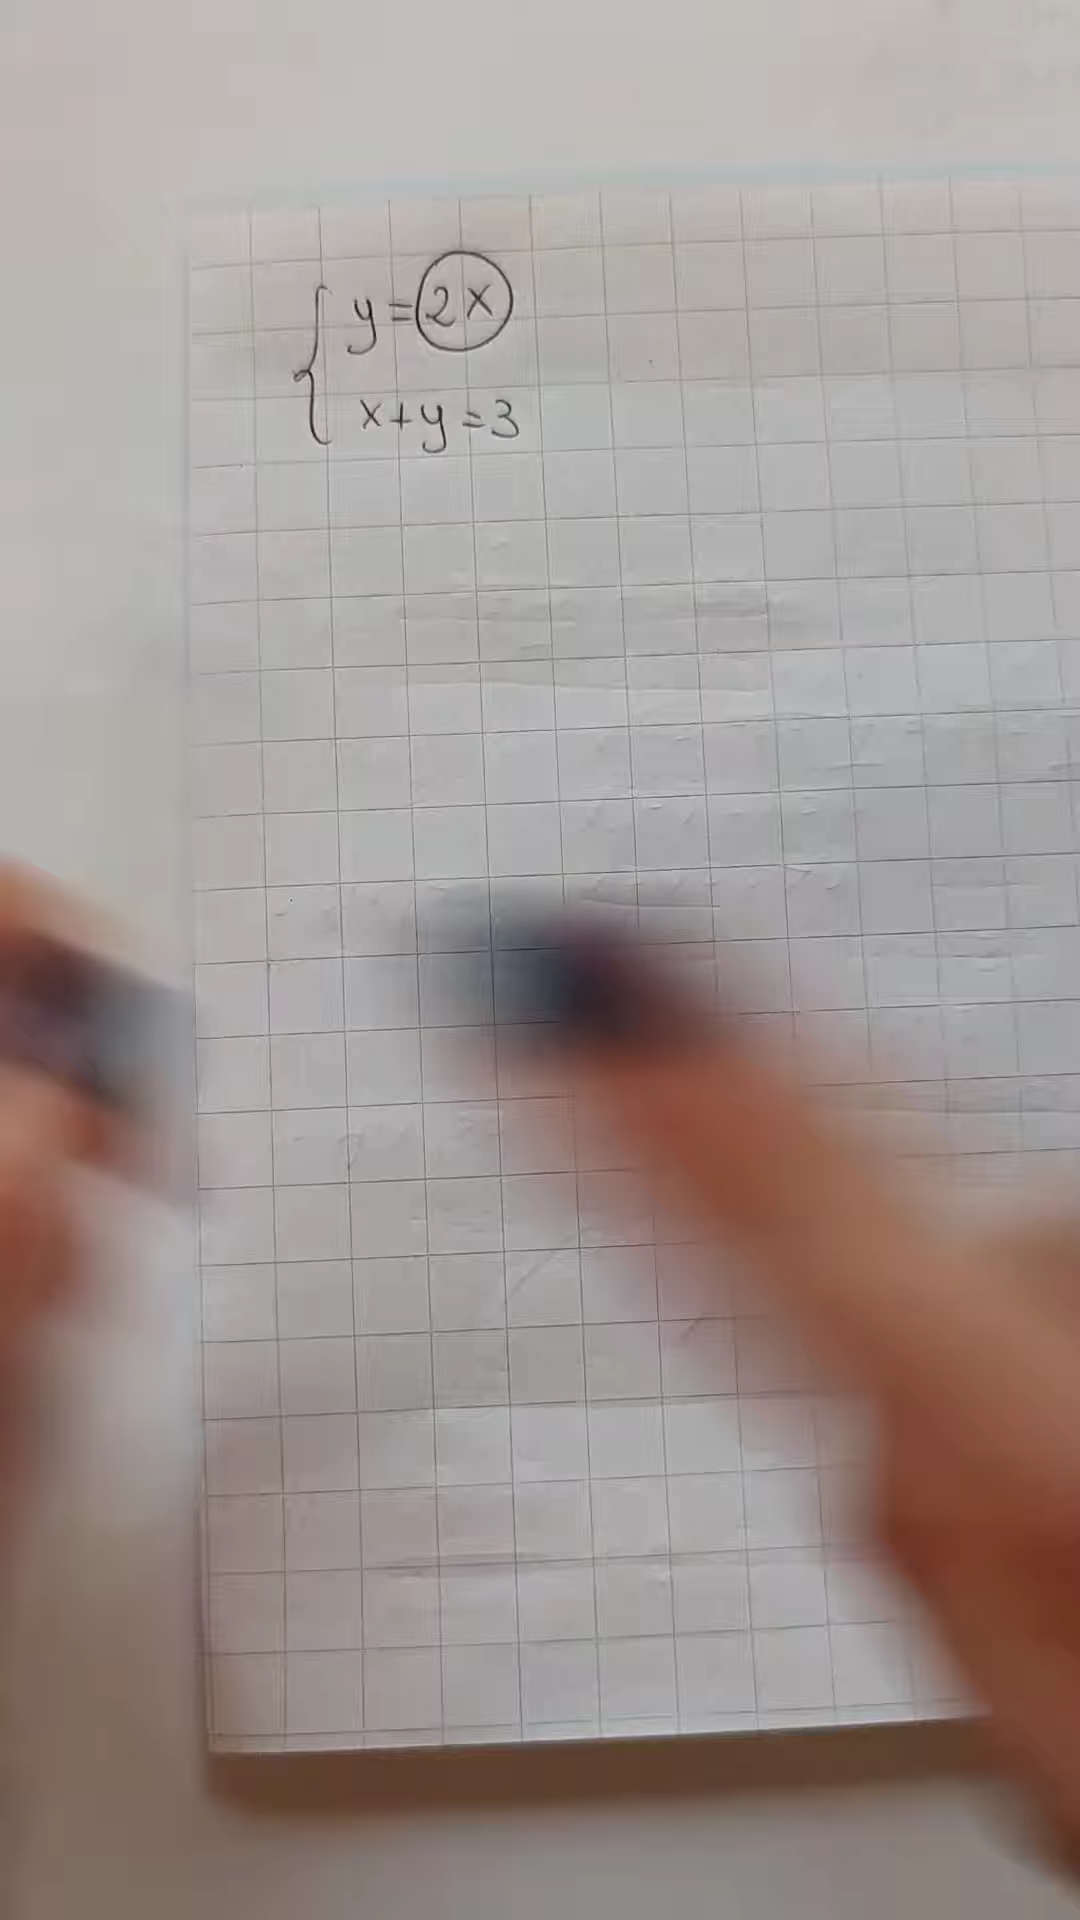 y = 2x
x + y = 3